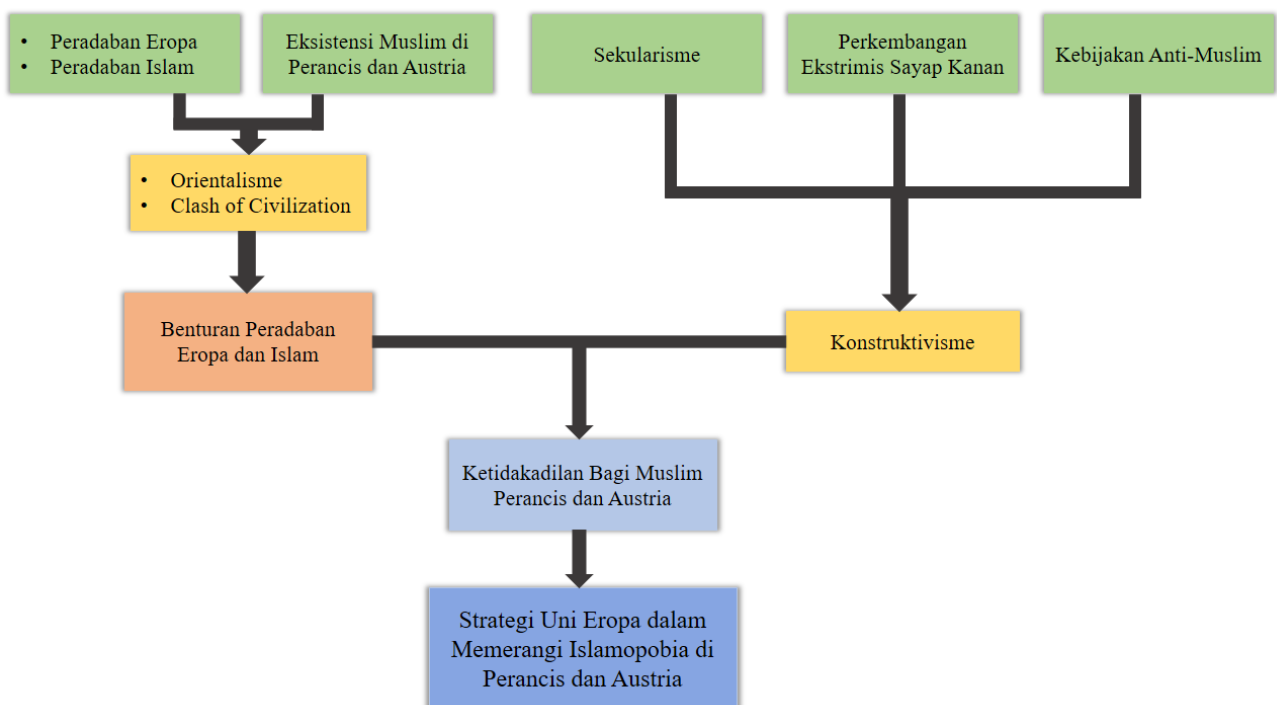 • Peradaban Eropa
• Peradaban Islam
Eksistensi Muslim di
Perancis dan Austria
Sekularisme
Perkembangan
Ekstrimis Sayap Kanan
Kebijakan Anti-Muslim
• Orientalisme
• Clash of Civilization
Benturan Peradaban
Eropa dan Islam
Konstruktivisme
Ketidakadilan Bagi Muslim
Perancis dan Austria
Strategi Uni Eropa dalam
Memerangi Islamopobia di
Perancis dan Austria